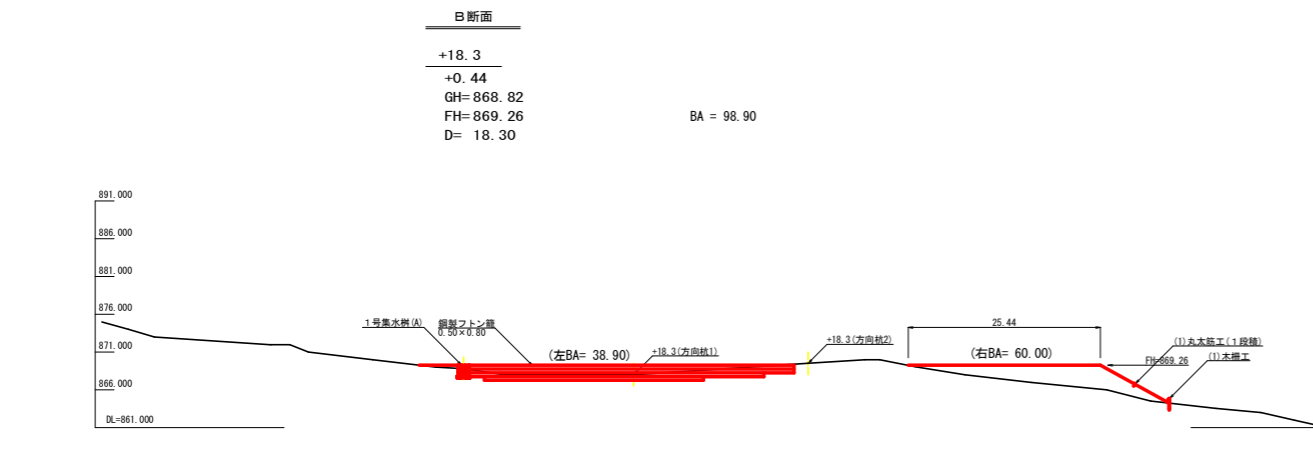 B断面
+18.3
+0.44
GH=868.82
FH=869.26
D= 18.30
BA = 98.90
891.000
886.000
881.000
876.000
871.000
866.000
DL=861.000
1号集水桝(A)
鋼製フトン篭
0.50×0.80
(左BA= 38.90)
+18.3(方向杭1)
+18.3(方向杭2)
25.44
(右BA= 60.00)
FH=869.26
(1)丸太筋工(1段積)
(1)木柵工